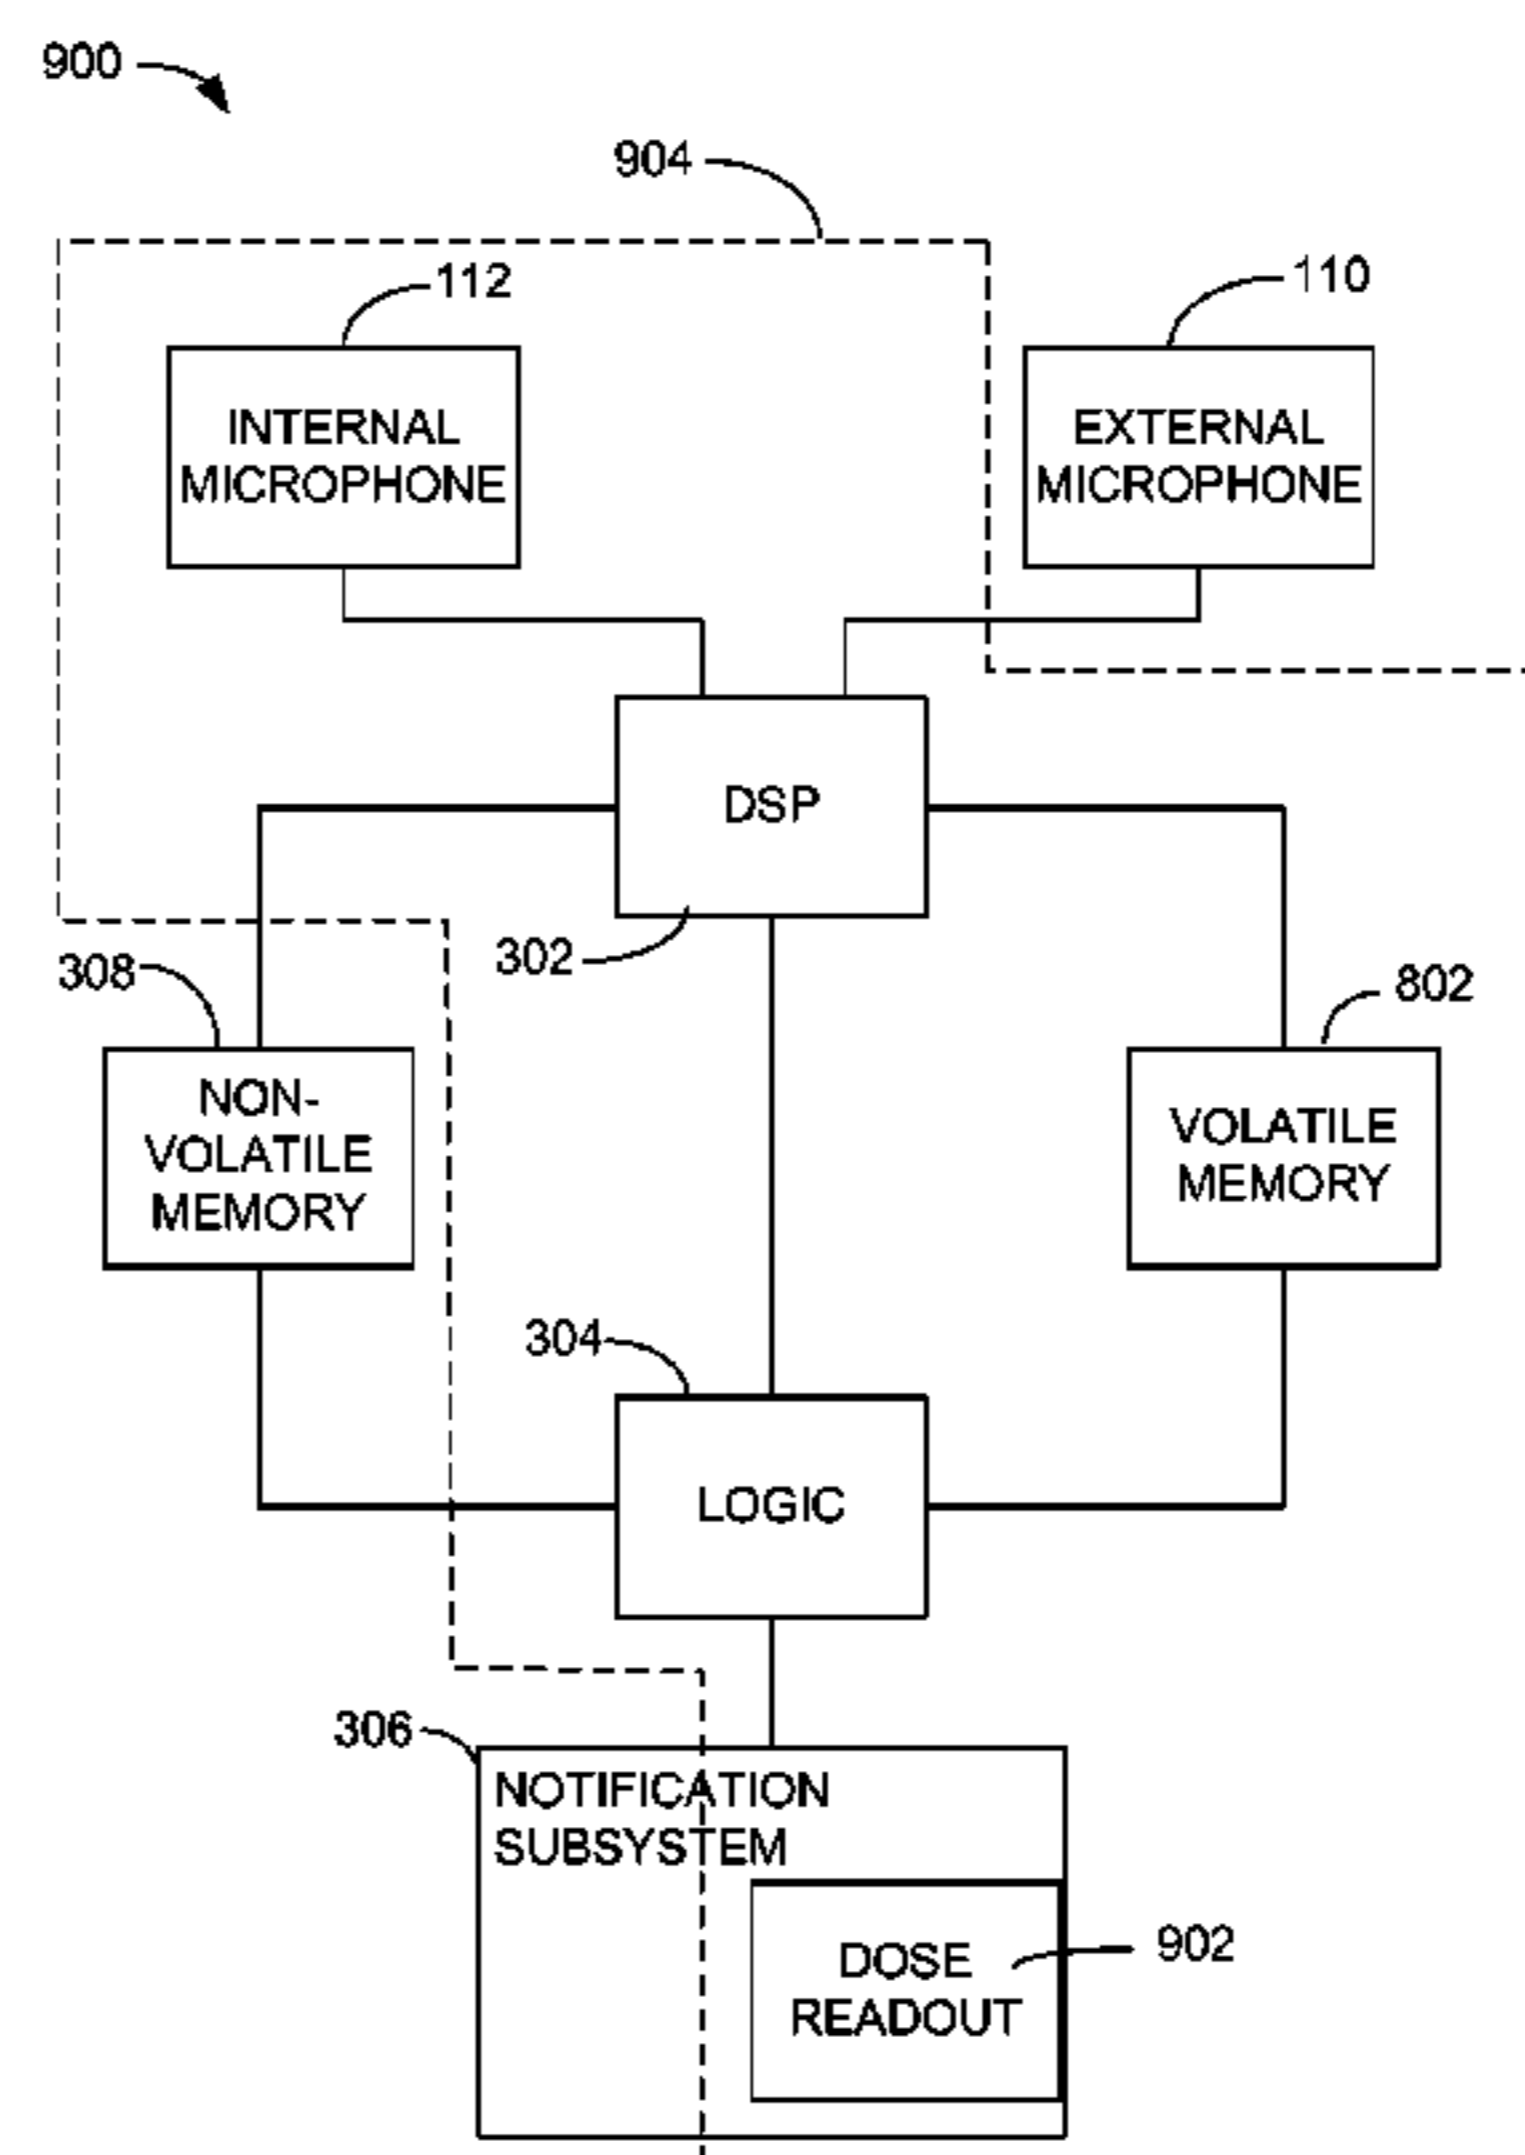 900
904
112
110
INTERNAL
MICROPHONE
EXTERNAL
MICROPHONE
DSP
302
308
802
NON-
VOLATILE
MEMORY
VOLATILE
MEMORY
304
LOGIC
306
NOTIFICATION
SUBSYSTEM
DOSE
READOUT
902